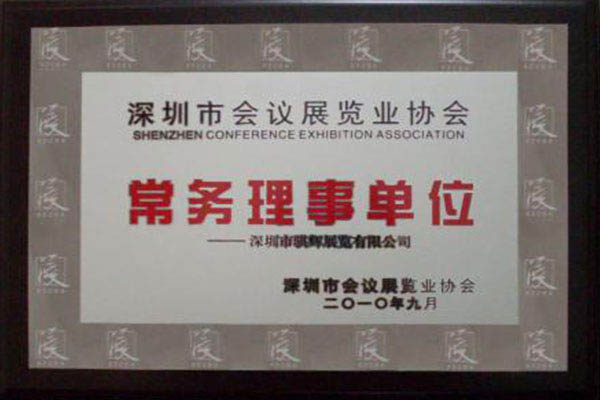 深圳市会议展览业协会
SHENZHEN CONFERENCE EXHIBITION ASSOCIATION
常务理事单位
——深圳市骐辉展览有限公司
深圳市会议展览业协会
二〇一〇年九月